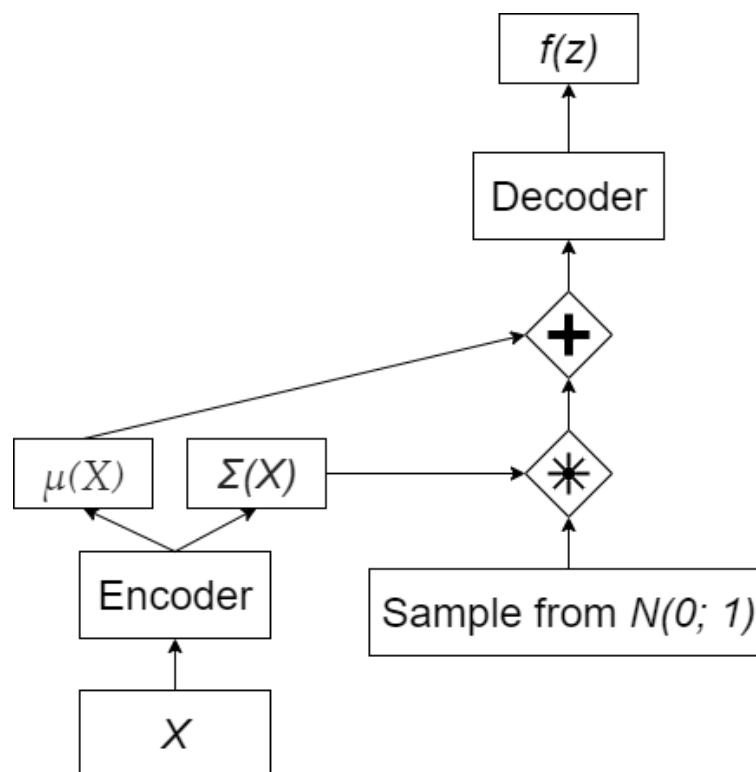 f(z)
Decoder
+
μ(X)
Σ(X)
*
Encoder
Sample from N(0; 1)
X